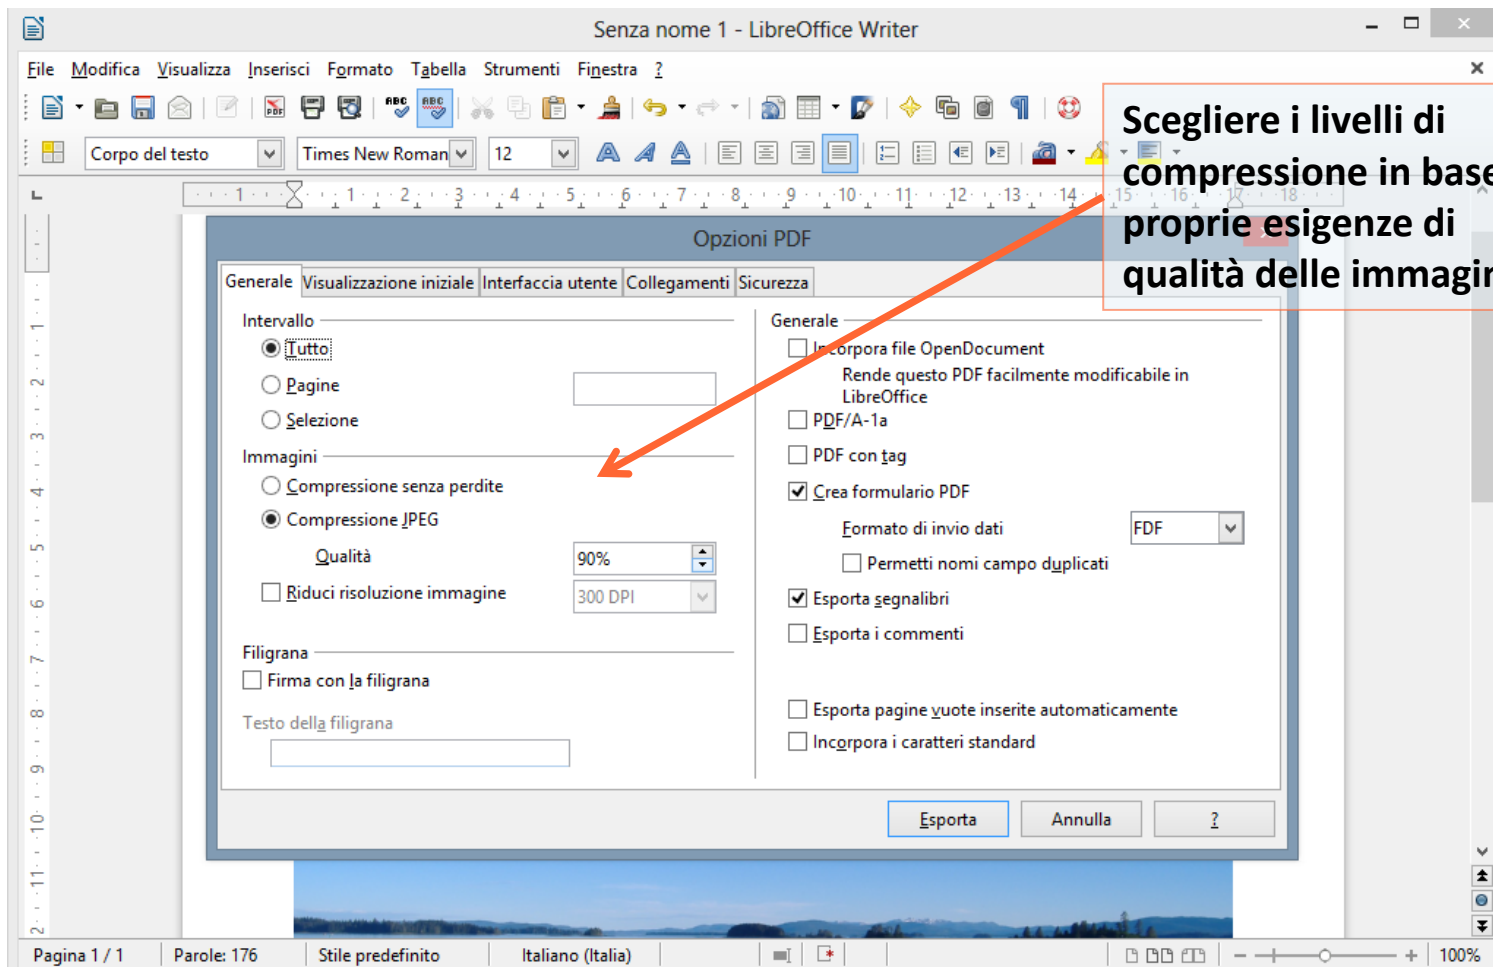 Senza nome 1 - LibreOffice Writer
File Modifica Visualizza Inserisci Formato Tabella Strumenti Finestra ?
Corpo del testo Times New Roman 12
Scegliere i livelli di
compressione in base
proprie esigenze di
qualità delle immagin
Opzioni PDF
Generale Visualizzazione iniziale Interfaccia utente Collegamenti Sicurezza
Intervallo
Tutto
Pagine
Selezione
Immagini
Compressione senza perdite
Compressione JPEG
Qualità 90%
Riduci risoluzione immagine 300 DPI
Filigrana
Firma con la filigrana
Testo della filigrana
Generale
Incorpora file OpenDocument
Rende questo PDF facilmente modificabile in
LibreOffice
PDF/A-1a
PDF con tag
Crea formulario PDF
Formato di invio dati FDF
Permetti nomi campo duplicati
Esporta segnalibri
Esporta i commenti
Esporta pagine vuote inserite automaticamente
Incorpora i caratteri standard
Esporta Annulla ?
Pagina 1 / 1 Parole: 176 Stile predefinito Italiano (Italia) 100%